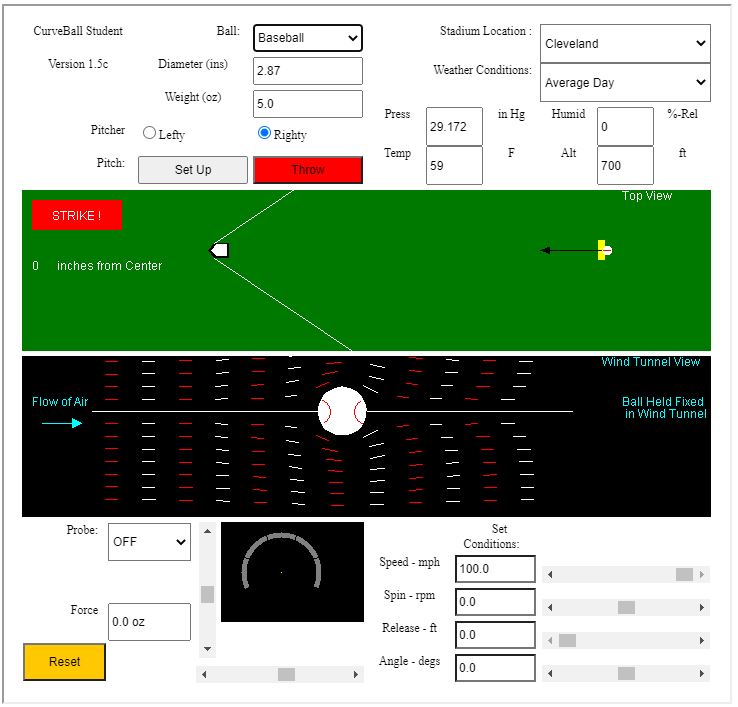 CurveBall Student
Ball:
Baseball
Stadium Location :
Cleveland
Version 1.5c
Diameter (ins)
2.87
Weather Conditions:
Average Day
Weight (oz)
5.0
Press
29.172
in Hg
Humid
0
%-Rel
Pitcher
Lefty
Righty
Temp
59
F
Alt
700
ft
Pitch:
Set Up
Throw
Top View
STRIKE !
0 inches from Center
Wind Tunnel View
Flow of Air
Ball Held Fixed
in Wind Tunnel
Probe:
OFF
Set
Conditions:
Speed - mph
100.0
Spin - rpm
0.0
Force
0.0 oz
Release - ft
0.0
Reset
Angle - degs
0.0